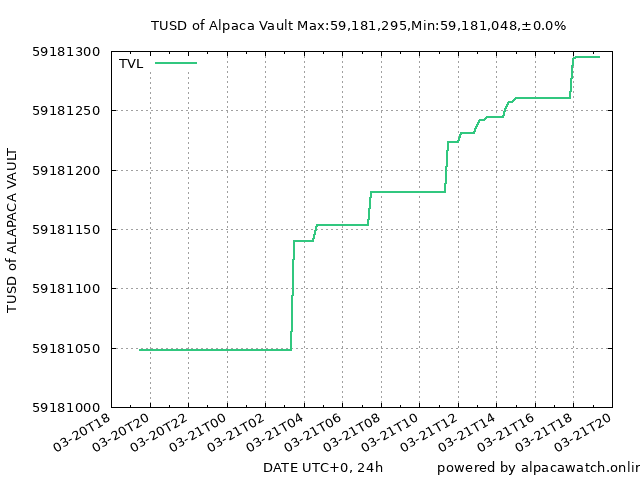 TUSD of Alpaca Vault Max:59,181,295,Min:59,181,048,±0.0%
TVL
59181300
59181250
59181200
59181150
59181100
59181050
59181000
TUSD of ALAPACA VAULT
03-20T18
03-20T20
03-20T22
03-21T00
03-21T02
03-21T04
03-21T06
03-21T08
03-21T10
03-21T12
03-21T14
03-21T16
03-21T18
03-21T20
DATE UTC+0, 24h
powered by alpacawatch.onlin